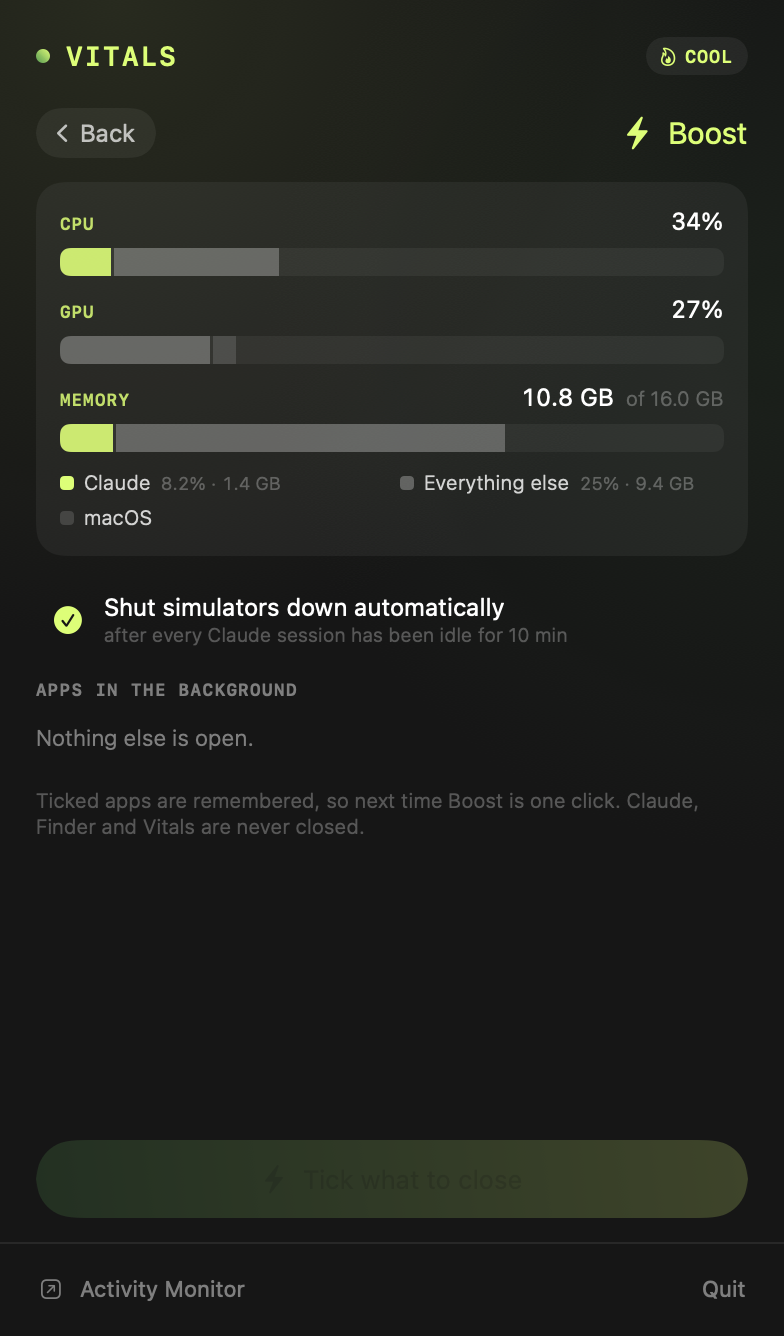 VITALS
COOL
Back
Boost
CPU
34%
GPU
27%
MEMORY
10.8 GB of 16.0 GB
Claude 8.2% · 1.4 GB
Everything else 25% · 9.4 GB
macOS
Shut simulators down automatically
after every Claude session has been idle for 10 min
APPS IN THE BACKGROUND
Nothing else is open.
Ticked apps are remembered, so next time Boost is one click. Claude,
Finder and Vitals are never closed.
Tick what to close
Activity Monitor
Quit